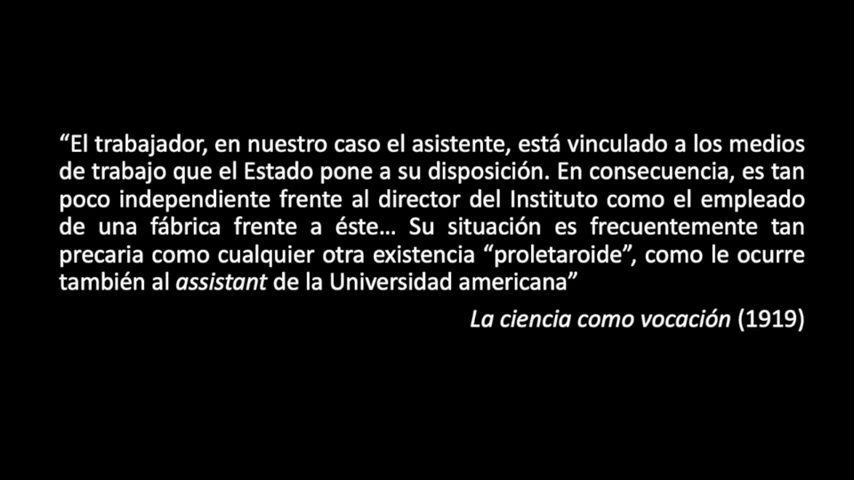 “El trabajador, en nuestro caso el asistente, está vinculado a los medios
de trabajo que el Estado pone a su disposición. En consecuencia, es tan
poco independiente frente al director del Instituto como el empleado
de una fábrica frente a éste... Su situación es frecuentemente tan
precaria como cualquier otra existencia “proletaroide”, como le ocurre
también al assistant de la Universidad americana”
La ciencia como vocación (1919)